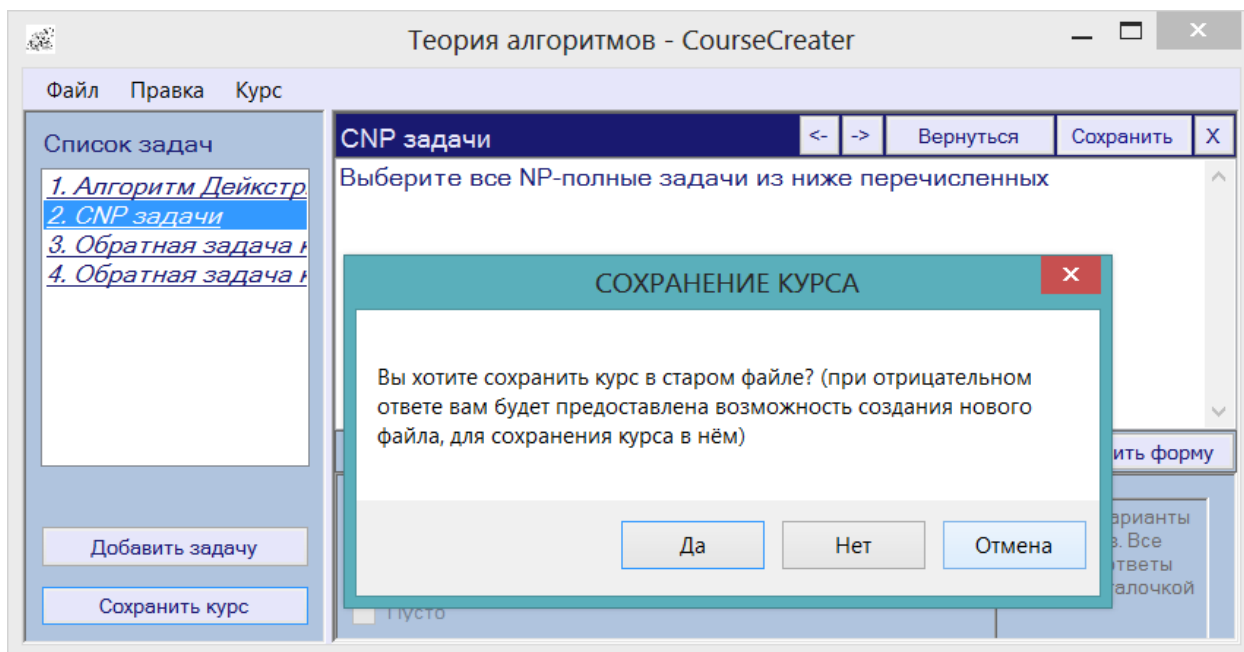 Теория алгоритмов - CourseCreater
Файл Правка Курс
Список задач
1. Алгоритм Дейкстр
2. CNP задачи
3. Обратная задача
4. Обратная задача
CNP задачи <- -> Вернуться Сохранить X
Выберите все NP-полные задачи из ниже перечисленных
СОХРАНЕНИЕ КУРСА
Вы хотите сохранить курс в старом файле? (при отрицательном
ответе вам будет предоставлена возможность создания нового
файла, для сохранения курса в нём)
Да Нет Отмена
ить форму
арианты
в. Все
ответы
галочкой
Пусто
Добавить задачу
Сохранить курс